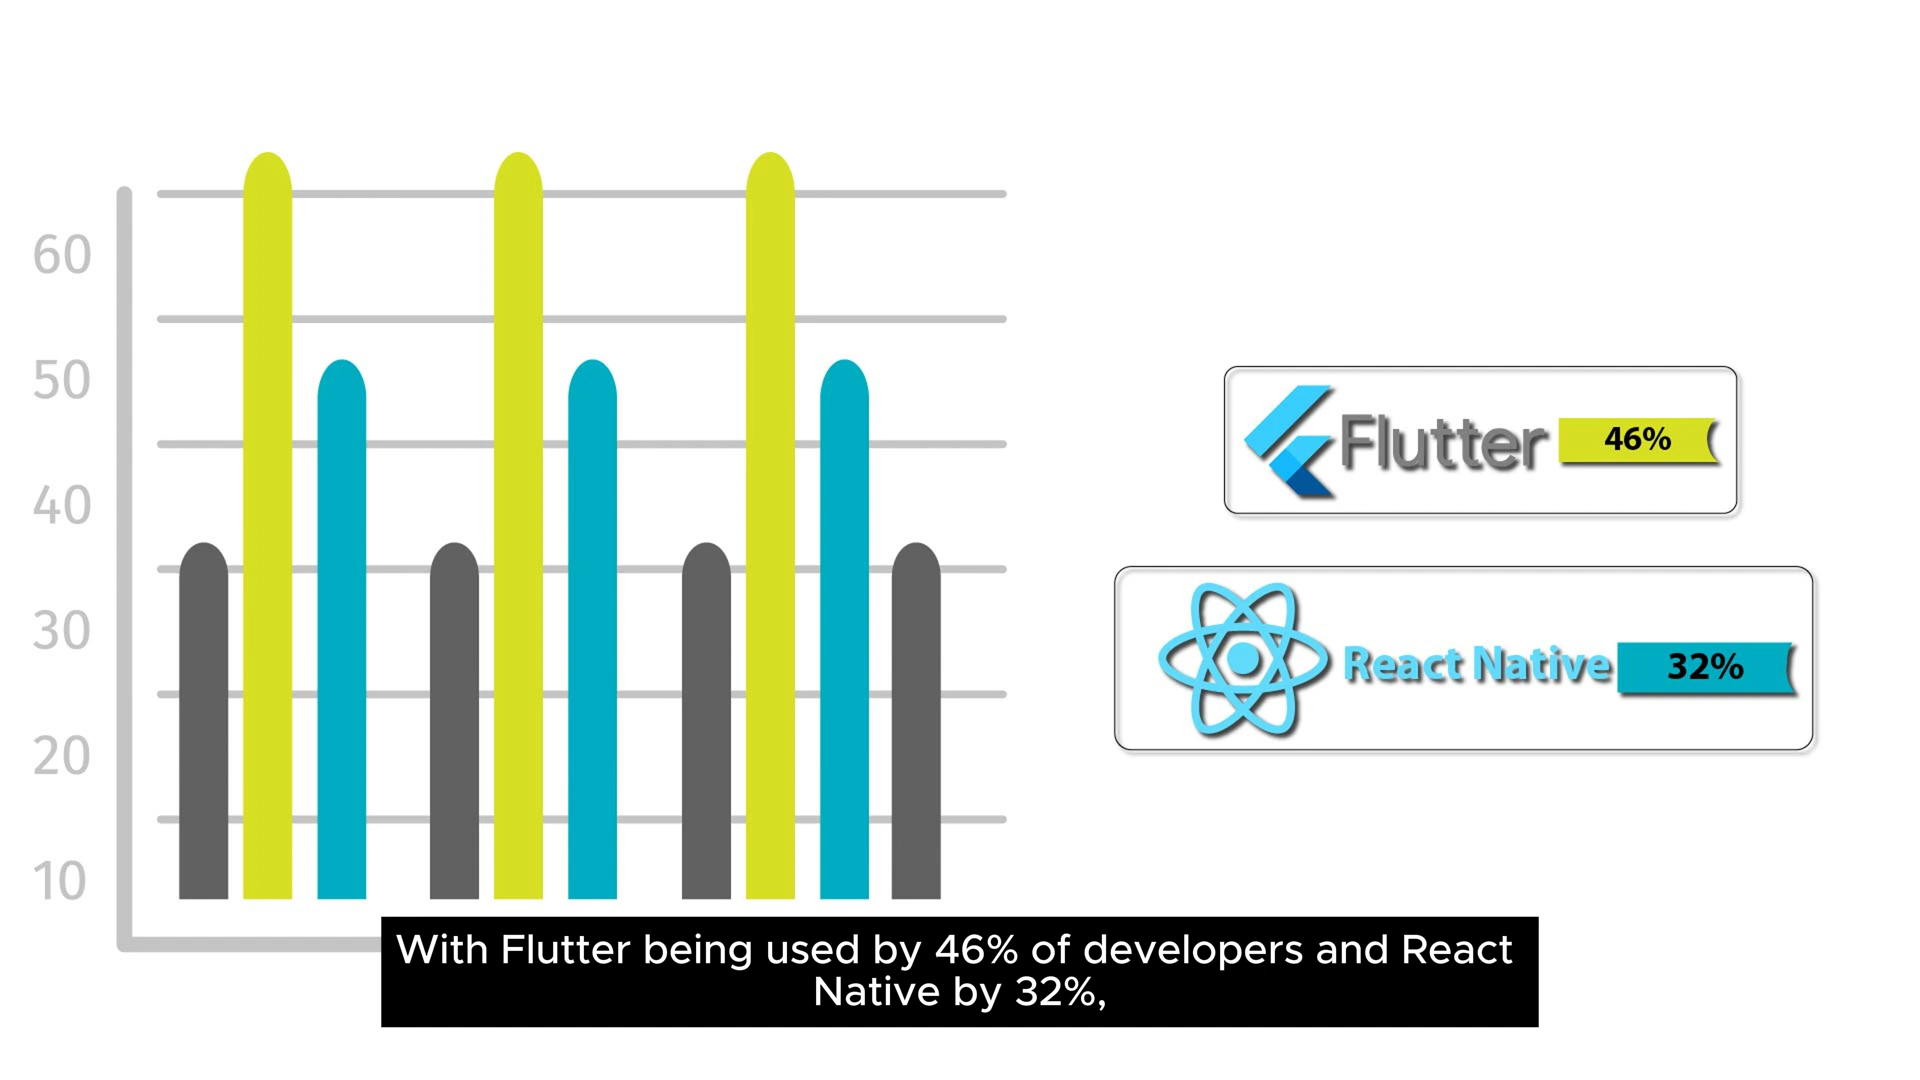 60
50
40
30
20
10
Flutter 46%
React Native 32%
With Flutter being used by 46% of developers and React
Native by 32%,